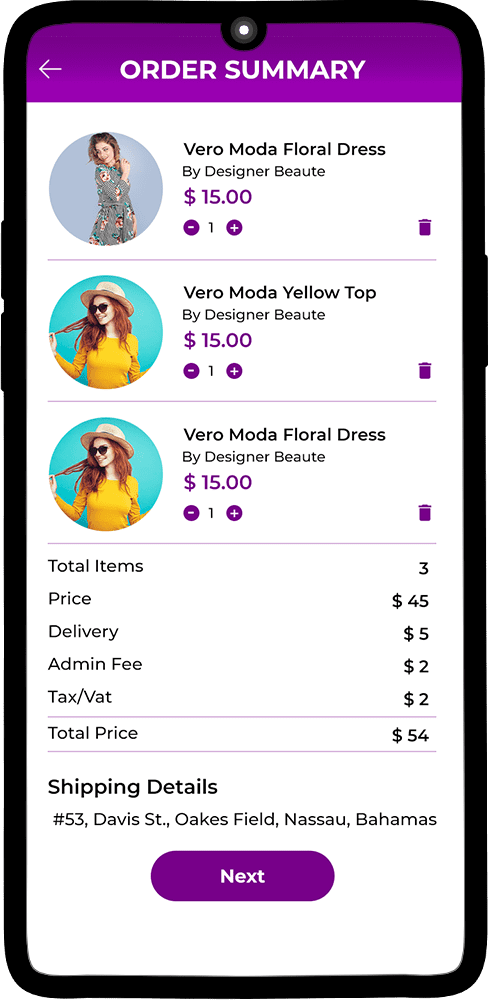 ORDER SUMMARY
Vero Moda Floral Dress
By Designer Beaute
$ 15.00
1
Vero Moda Yellow Top
By Designer Beaute
$ 15.00
1
Vero Moda Floral Dress
By Designer Beaute
$ 15.00
1
Total Items 3
Price $ 45
Delivery $ 5
Admin Fee $ 2
Tax/Vat $ 2
Total Price $ 54
Shipping Details
#53, Davis St., Oakes Field, Nassau, Bahamas
Next